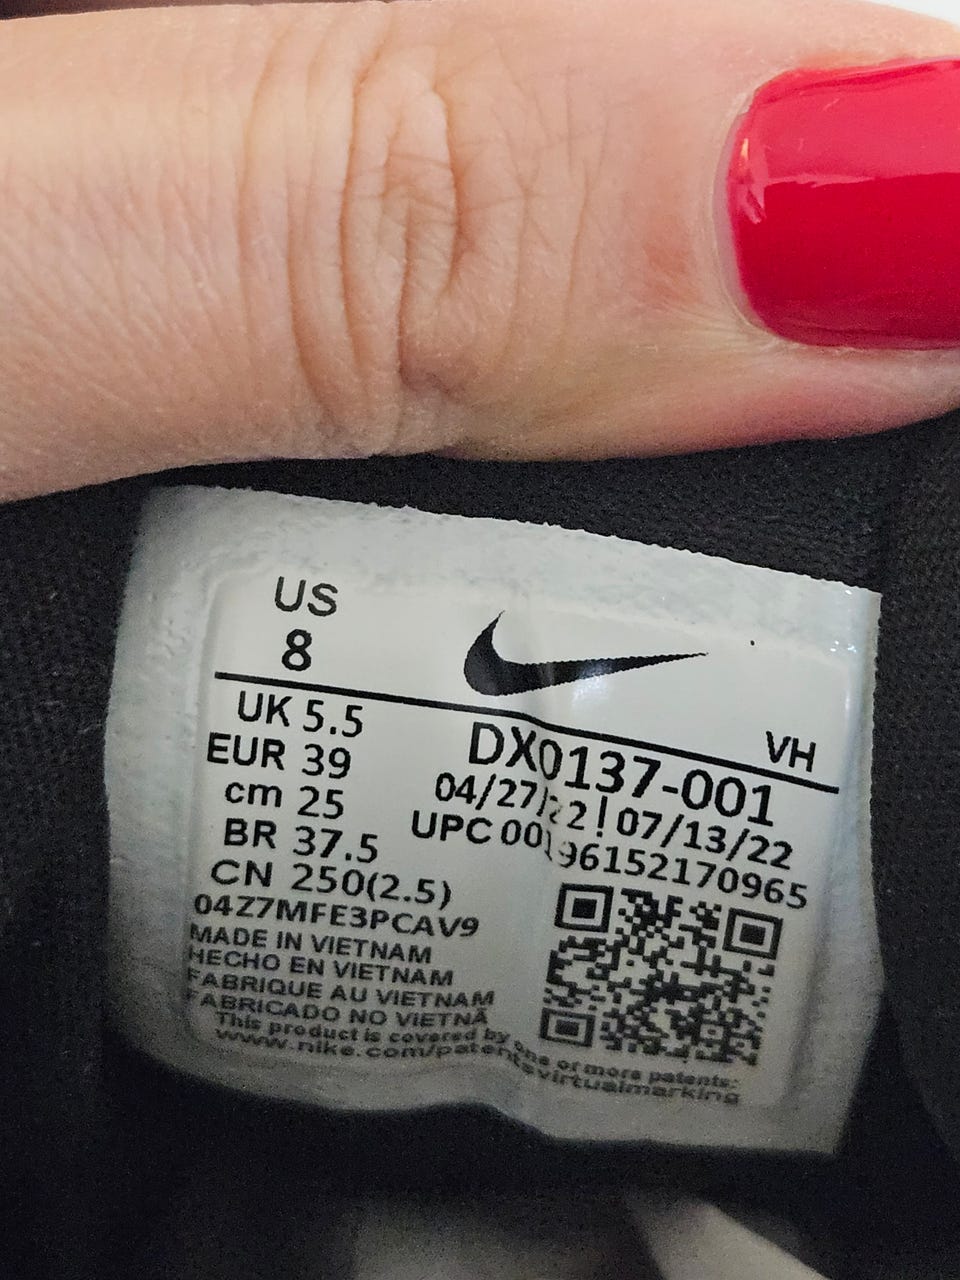 US
8
VH
UK 5.5
DX0137-001
EUR 39
04/27/22 | 07/13/22
cm 25
UPC 00196152170965
BR 37.5
CN 250(2.5)
04Z7MFE3PCAV9
MADE IN VIETNAM
HECHO EN VIETNAM
FABRIQUE AU VIETNAM
FABRICADO NO VIETNÃ
This product is covered by one or more patents:
www.nike.com/patentsvirtualmarking